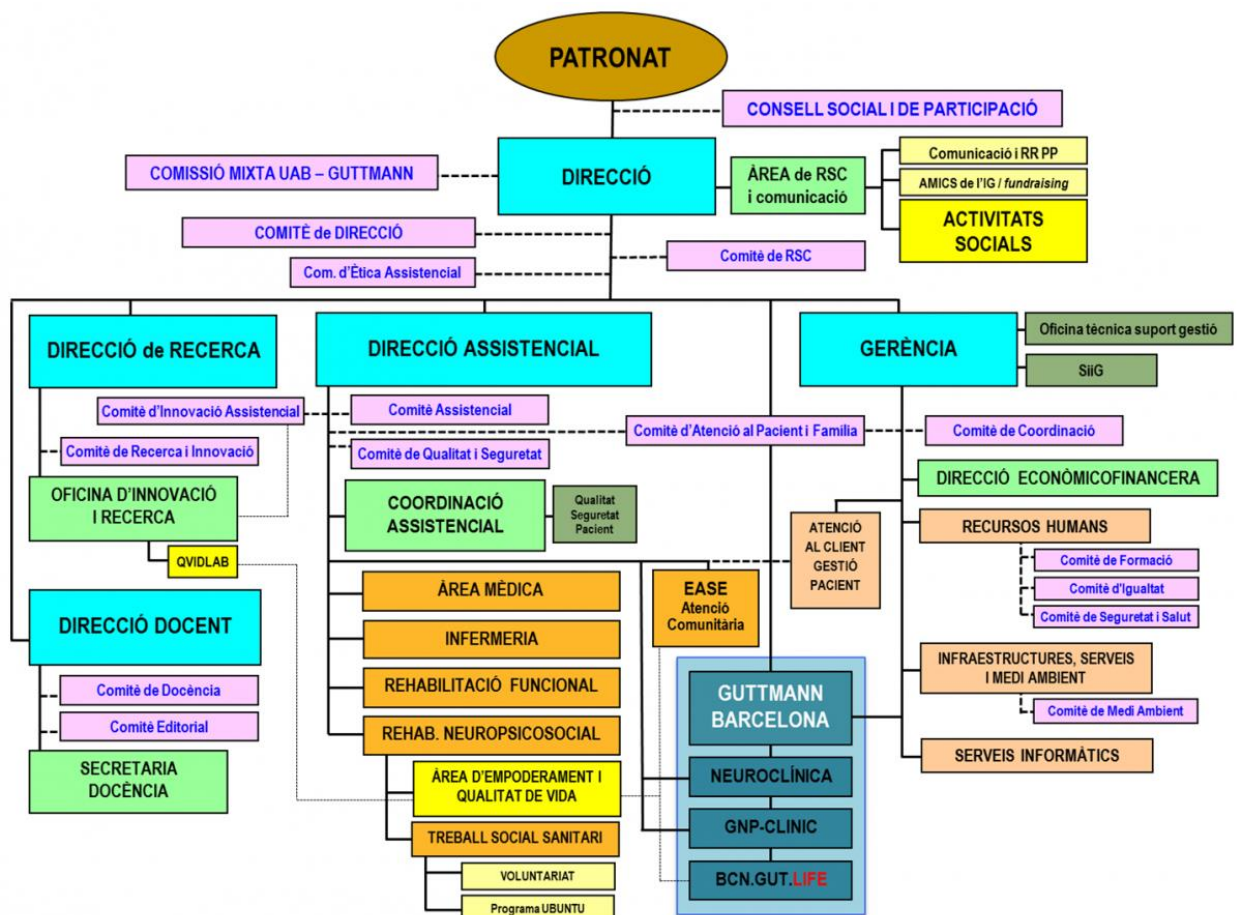 PATRONAT
CONSELL SOCIAL I DE PARTICIPACIÓ
COMISSIÓ MIXTA UAB – GUTTMANN
DIRECCIÓ
ÀREA de RSC
i comunicació
Comunicació i RR PP
AMICS de l'IG / fundraising
ACTIVITATS
SOCIALS
COMITÈ de DIRECCIÓ
Comitè de RSC
Com. d'Ètica Assistencial
DIRECCIÓ de RECERCA
DIRECCIÓ ASSISTENCIAL
GERÈNCIA
Oficina tècnica suport gestió
SiiG
Comitè d'Innovació Assistencial
Comitè Assistencial
Comitè d'Atenció al Pacient i Família
Comitè de Coordinació
Comitè de Recerca i Innovació
Comitè de Qualitat i Seguretat
OFICINA D'INNOVACIÓ
I RECERCA
QVIDLAB
COORDINACIÓ
ASSISTENCIAL
Qualitat
Seguretat
Pacient
DIRECCIÓ ECONÒMICOFINANCERA
ATENCIÓ
AL CLIENT
GESTIÓ
PACIENT
RECURSOS HUMANS
Comitè de Formació
Comitè d'Igualtat
Comitè de Seguretat i Salut
DIRECCIÓ DOCENT
Comitè de Docència
Comitè Editorial
SECRETARIA
DOCÈNCIA
ÀREA MÈDICA
INFERMERIA
REHABILITACIÓ FUNCIONAL
REHAB. NEUROPSICOSOCIAL
ÀREA D'EMPODERAMENT I
QUALITAT DE VIDA
TREBALL SOCIAL SANITARI
VOLUNTARIAT
Programa UBUNTU
EASE
Atenció
Comunitària
GUTTMANN
BARCELONA
NEUROCLÍNICA
GNP-CLINIC
BCN.GUT.LIFE
INFRAESTRUCTURES, SERVEIS
I MEDI AMBIENT
Comitè de Medi Ambient
SERVEIS INFORMÀTICS